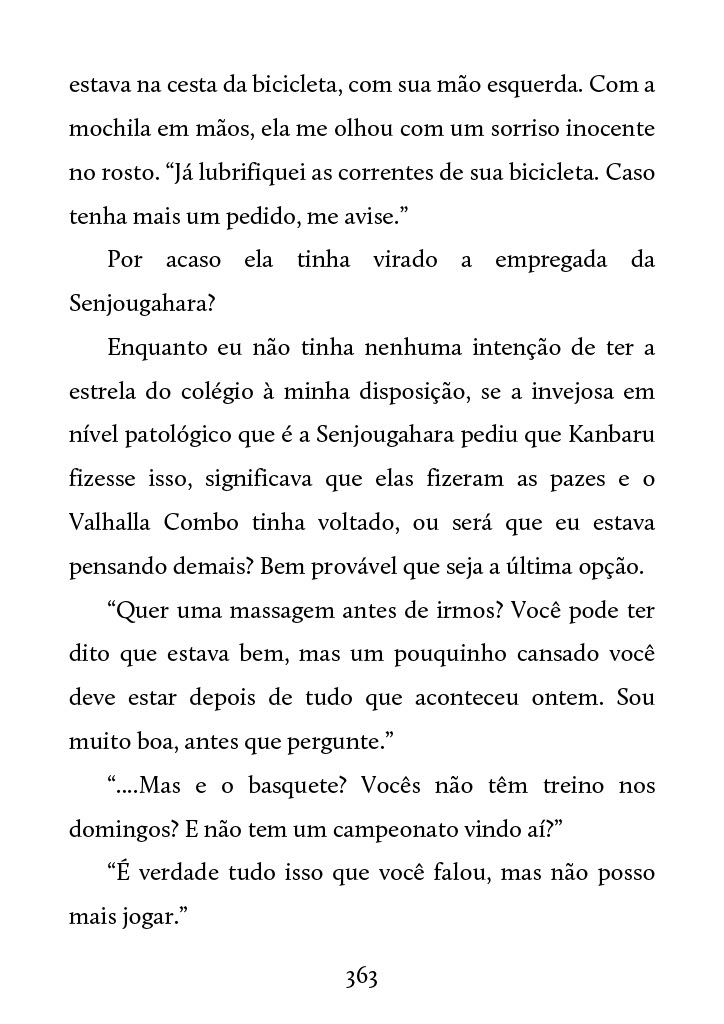 estava na cesta da bicicleta, com sua mão esquerda. Com a
mochila em mãos, ela me olhou com um sorriso inocente
no rosto. “Já lubrifiquei as correntes de sua bicicleta. Caso
tenha mais um pedido, me avise.”
Por acaso ela tinha virado a empregada da
Senjougahara?
Enquanto eu não tinha nenhuma intenção de ter a
estrela do colégio à minha disposição, se a invejosa em
nível patológico que é a Senjougahara pediu que Kanbaru
fizesse isso, significava que elas fizeram as pazes e o
Valhalla Combo tinha voltado, ou será que eu estava
pensando demais? Bem provável que seja a última opção.
“Quer uma massagem antes de irmos? Você pode ter
dito que estava bem, mas um pouquinho cansado você
deve estar depois de tudo que aconteceu ontem. Sou
muito boa, antes que pergunte.”
“....Mas e o basquete? Vocês não têm treino nos
domingos? E não tem um campeonato vindo aí?”
“É verdade tudo isso que você falou, mas não posso
mais jogar.”
363